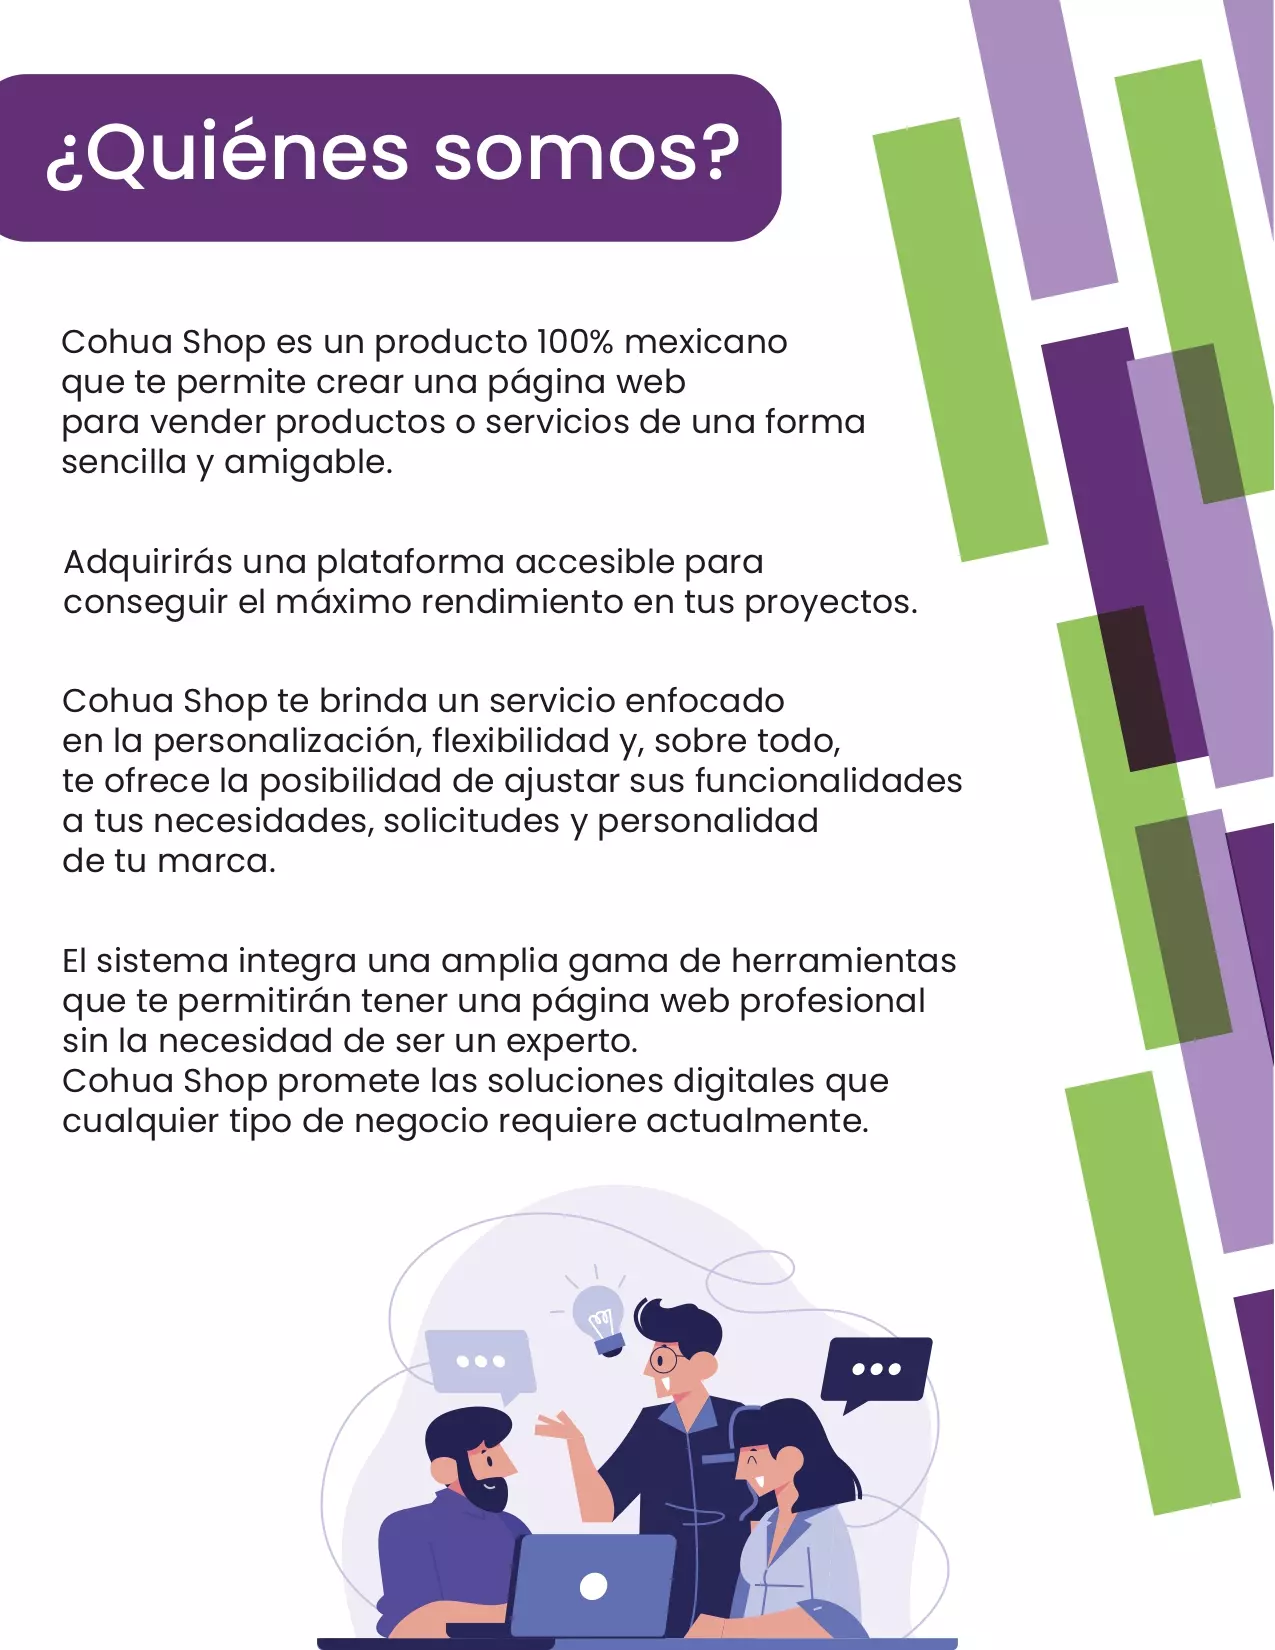 ¿Quiénes somos?
Cohua Shop es un producto 100% mexicano
que te permite crear una página web
para vender productos o servicios de una forma
sencilla y amigable.
Adquirirás una plataforma accesible para
conseguir el máximo rendimiento en tus proyectos.
Cohua Shop te brinda un servicio enfocado
en la personalización, flexibilidad y, sobre todo,
te ofrece la posibilidad de ajustar sus funcionalidades
a tus necesidades, solicitudes y personalidad
de tu marca.
El sistema integra una amplia gama de herramientas
que te permitirán tener una página web profesional
sin la necesidad de ser un experto.
Cohua Shop promete las soluciones digitales que
cualquier tipo de negocio requiere actualmente.